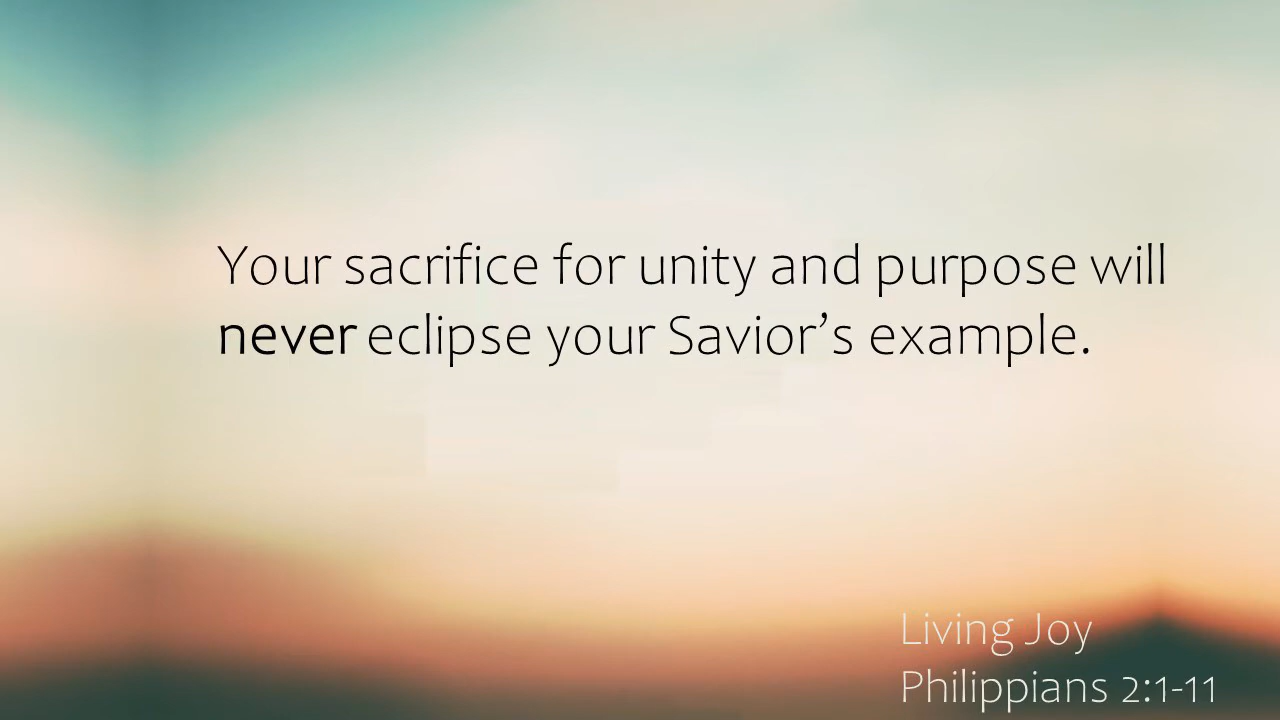 Your sacrifice for unity and purpose will
never eclipse your Savior’s example.
Living Joy
Philippians 2:1-11